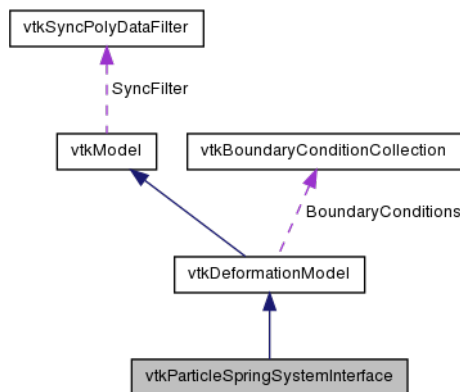 vtkSyncPolyDataFilter
SyncFilter
vtkModel
vtkBoundaryConditionCollection
BoundaryConditions
vtkDeformationModel
vtkParticleSpringSystemInterface